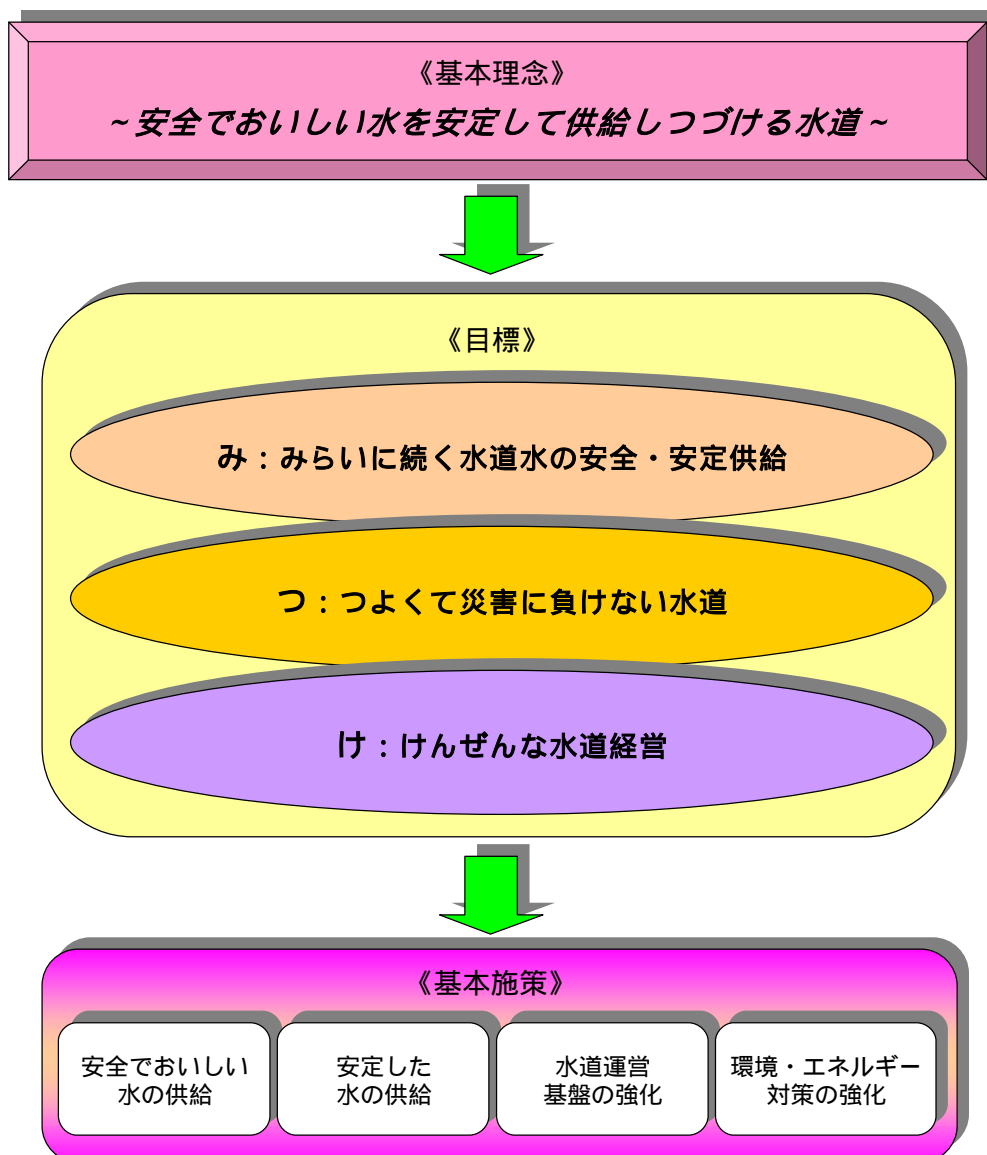 《基本理念》
~安全でおいしい水を安定して供給しつづける水道~
《目標》
み:みらいに続く水道水の安全・安定供給
つ:つよくて災害に負けない水道
け:けんぜんな水道経営
《基本施策》
安全でおいしい
水の供給
安定した
水の供給
水道運営
基盤の強化
環境・エネルギー
対策の強化